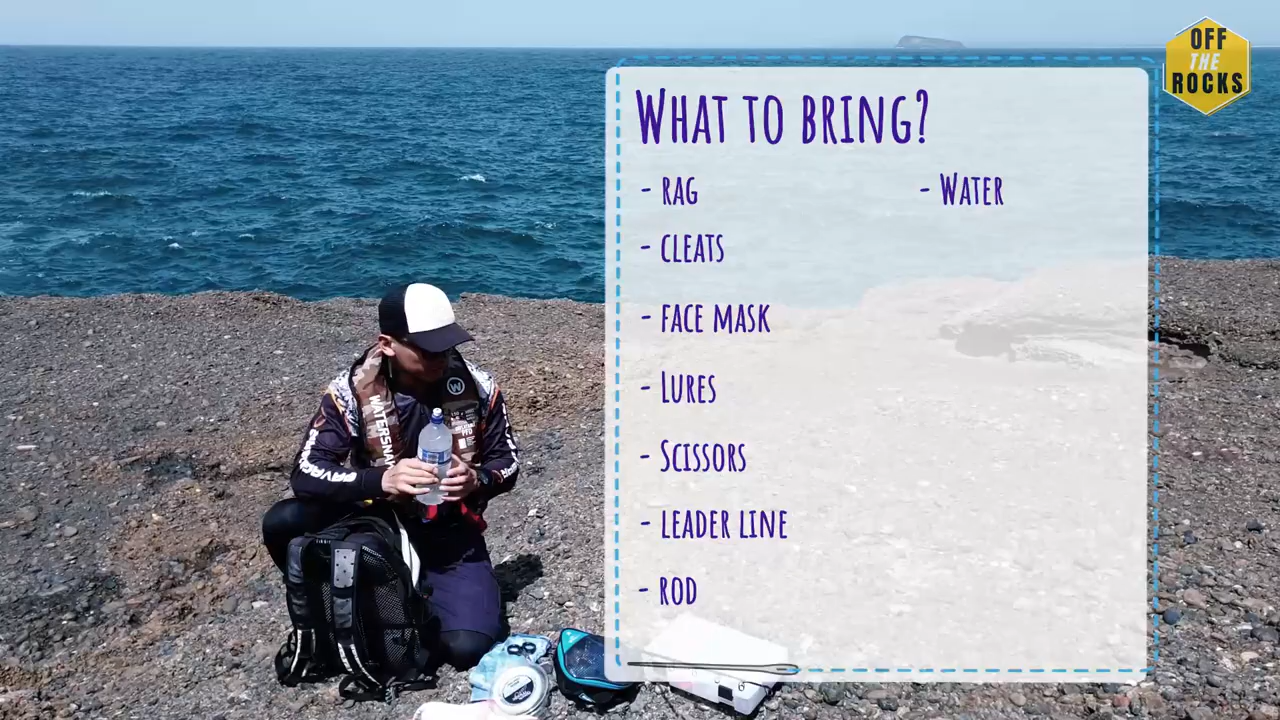 OFF
THE
ROCKS
What to bring?
- rag
- cleats
- face mask
- Lures
- Scissors
- leader line
- rod
- Water
WATERSNAKE